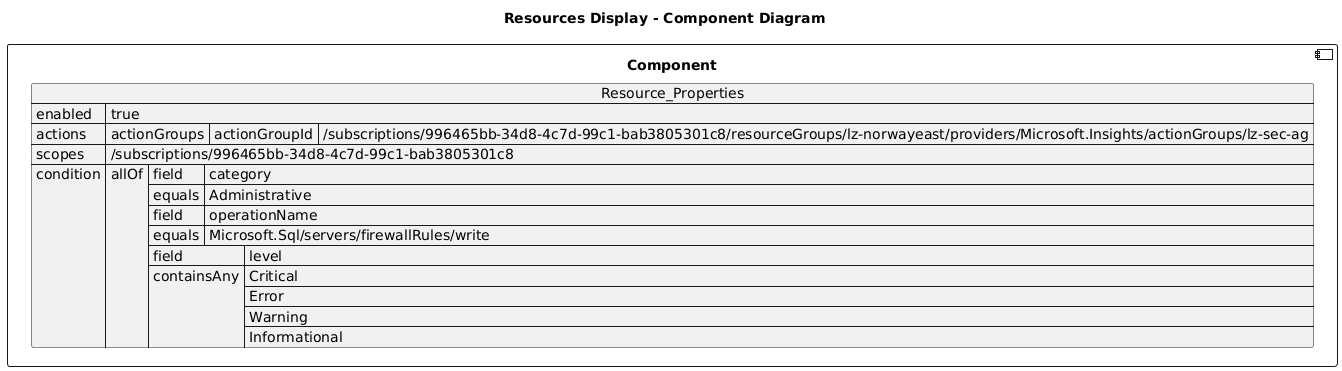 Resources Display - Component Diagram
Component
Resource_Properties
enabled true
actions actionGroups actionGroupId /subscriptions/996465bb-34d8-4c7d-99c1-bab3805301c8/resourceGroups/lz-norwayeast/providers/Microsoft.Insights/actionGroups/lz-sec-ag
scopes /subscriptions/996465bb-34d8-4c7d-99c1-bab3805301c8
condition allOf field category
equals Administrative
field operationName
equals Microsoft.Sql/servers/firewallRules/write
field level
containsAny Critical
Error
Warning
Informational